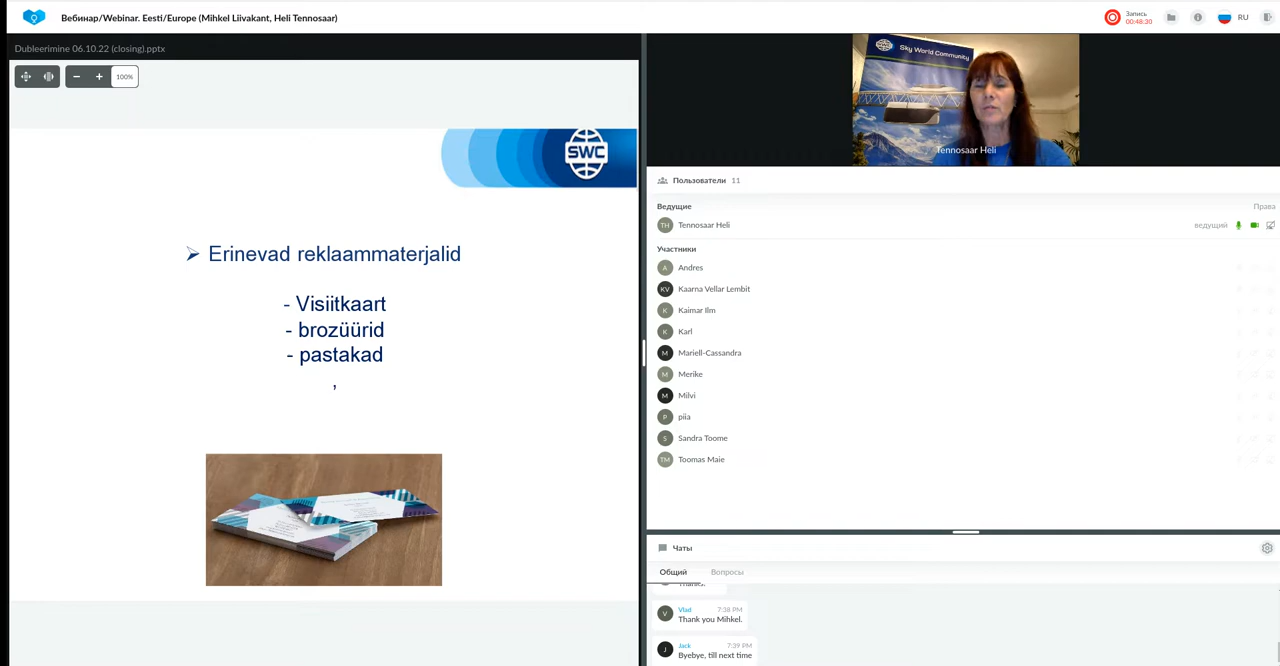 Вебинар/Webinar. Eesti/Europe (Mihkel Liivakant, Heli Tennosaar)
Запись
00:48:30
RU
Dubleerimine 06.10.22 (closing).pptx
100%
SWC
Erinevad reklaammaterjalid
- Visiitkaart
- brozüürid
- pastakad
,
Sky World Community
Tennosaar Heli
Пользователи 11
Ведущие
Права
TH Tennosaar Heli
ведущий
Участники
A Andres
KV Kaarna Vellar Lembit
K Kaimar Ilm
K Karl
M Mariell-Cassandra
M Merike
M Milvi
P piia
S Sandra Toome
TM Toomas Maie
Чаты
Общий Вопросы
Thanks.
V Vlad 7:38 PM
Thank you Mihkel.
J Jack 7:39 PM
Byebye, till next time